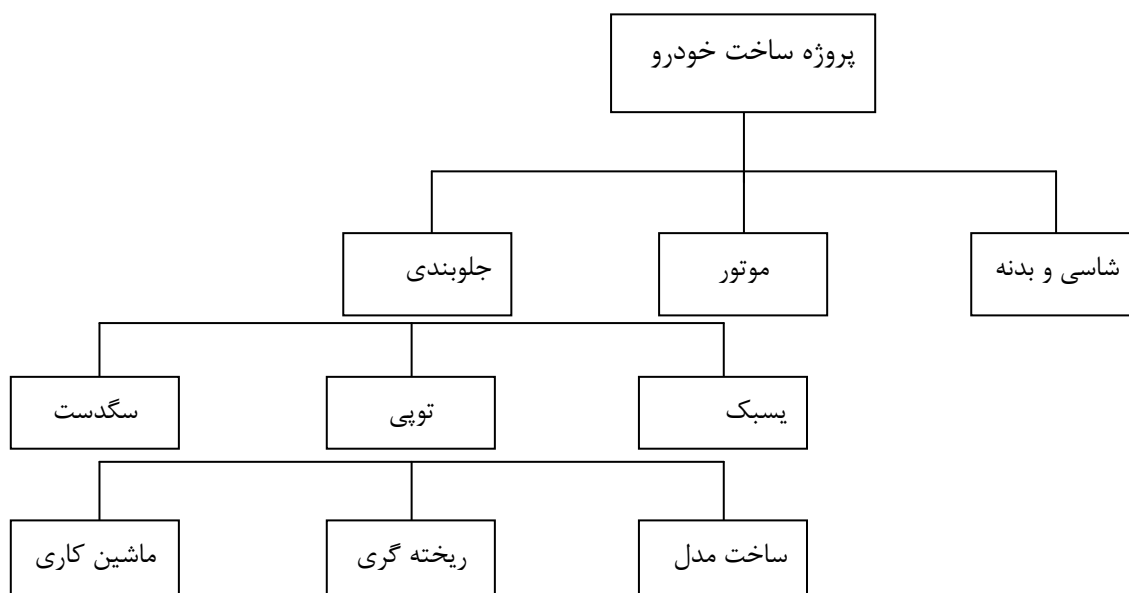 پروژه ساخت خودرو
شاسی و بدنه
موتور
جلوبندی
یسبک
توپی
سگدست
ساخت مدل
ریخته گری
ماشین کاری